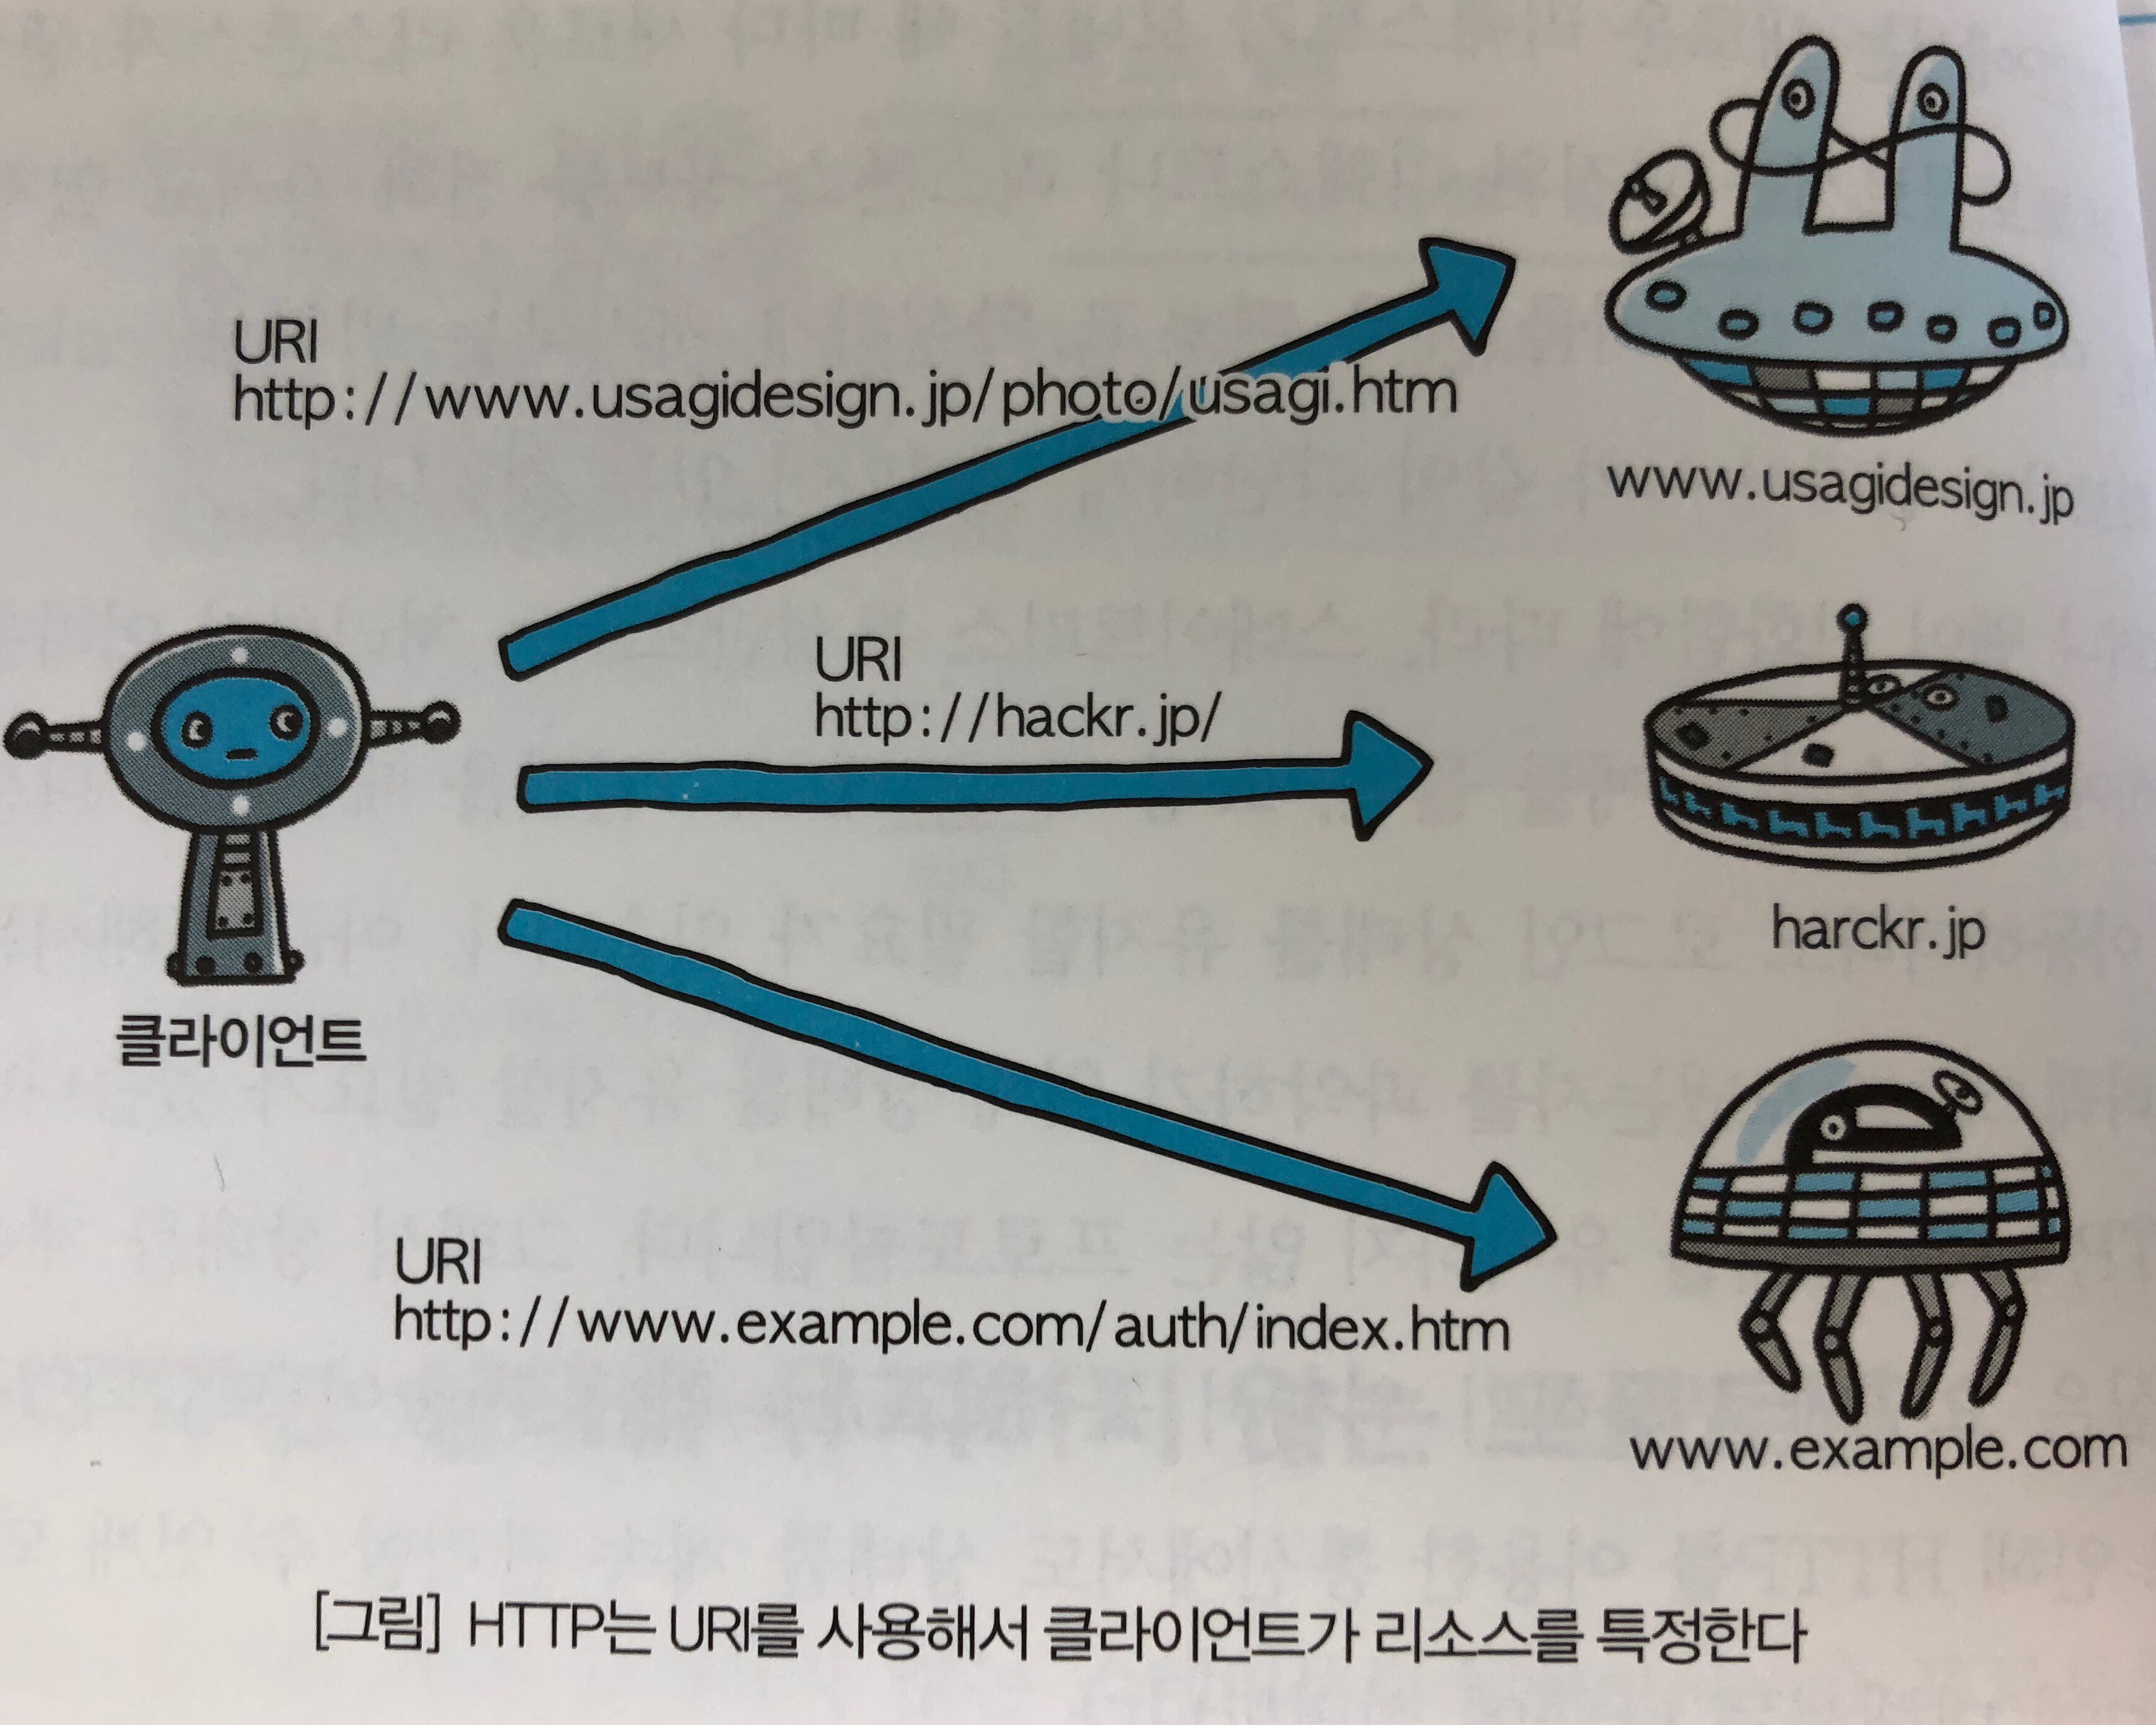 URI
http://www.usagidesign.jp/photo/usagi.htm
www.usagidesign.jp
URI
http://hackr.jp/
harckr.jp
클라이언트
URI
http://www.example.com/auth/index.htm
www.example.com
[그림] HTTP는 URI를 사용해서 클라이언트가 리소스를 특정한다